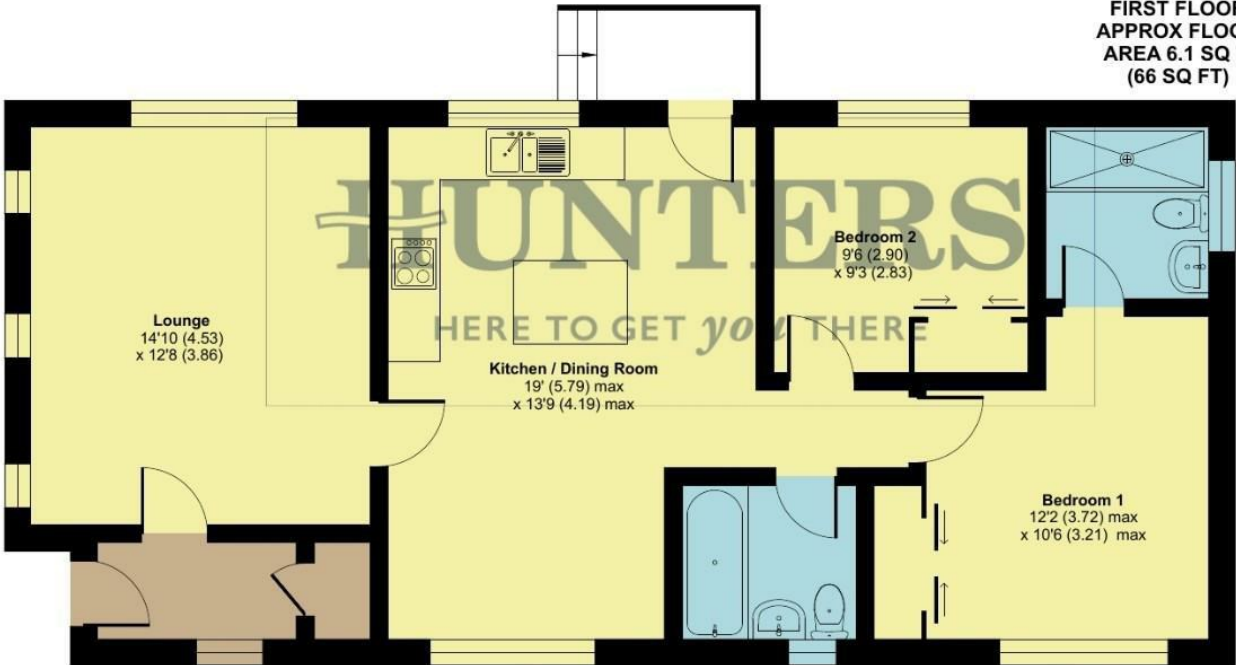 FIRST FLOOR
APPROX FLOO
AREA 6.1 SQ
(66 SQ FT)
HUNTERS
HERE TO GET you THERE
Bedroom 2
9'6 (2.90)
x 9'3 (2.83)
Lounge
14'10 (4.53)
x 12'8 (3.86)
Kitchen / Dining Room
19' (5.79) max
x 13'9 (4.19) max
Bedroom 1
12'2 (3.72) max
x 10'6 (3.21) max